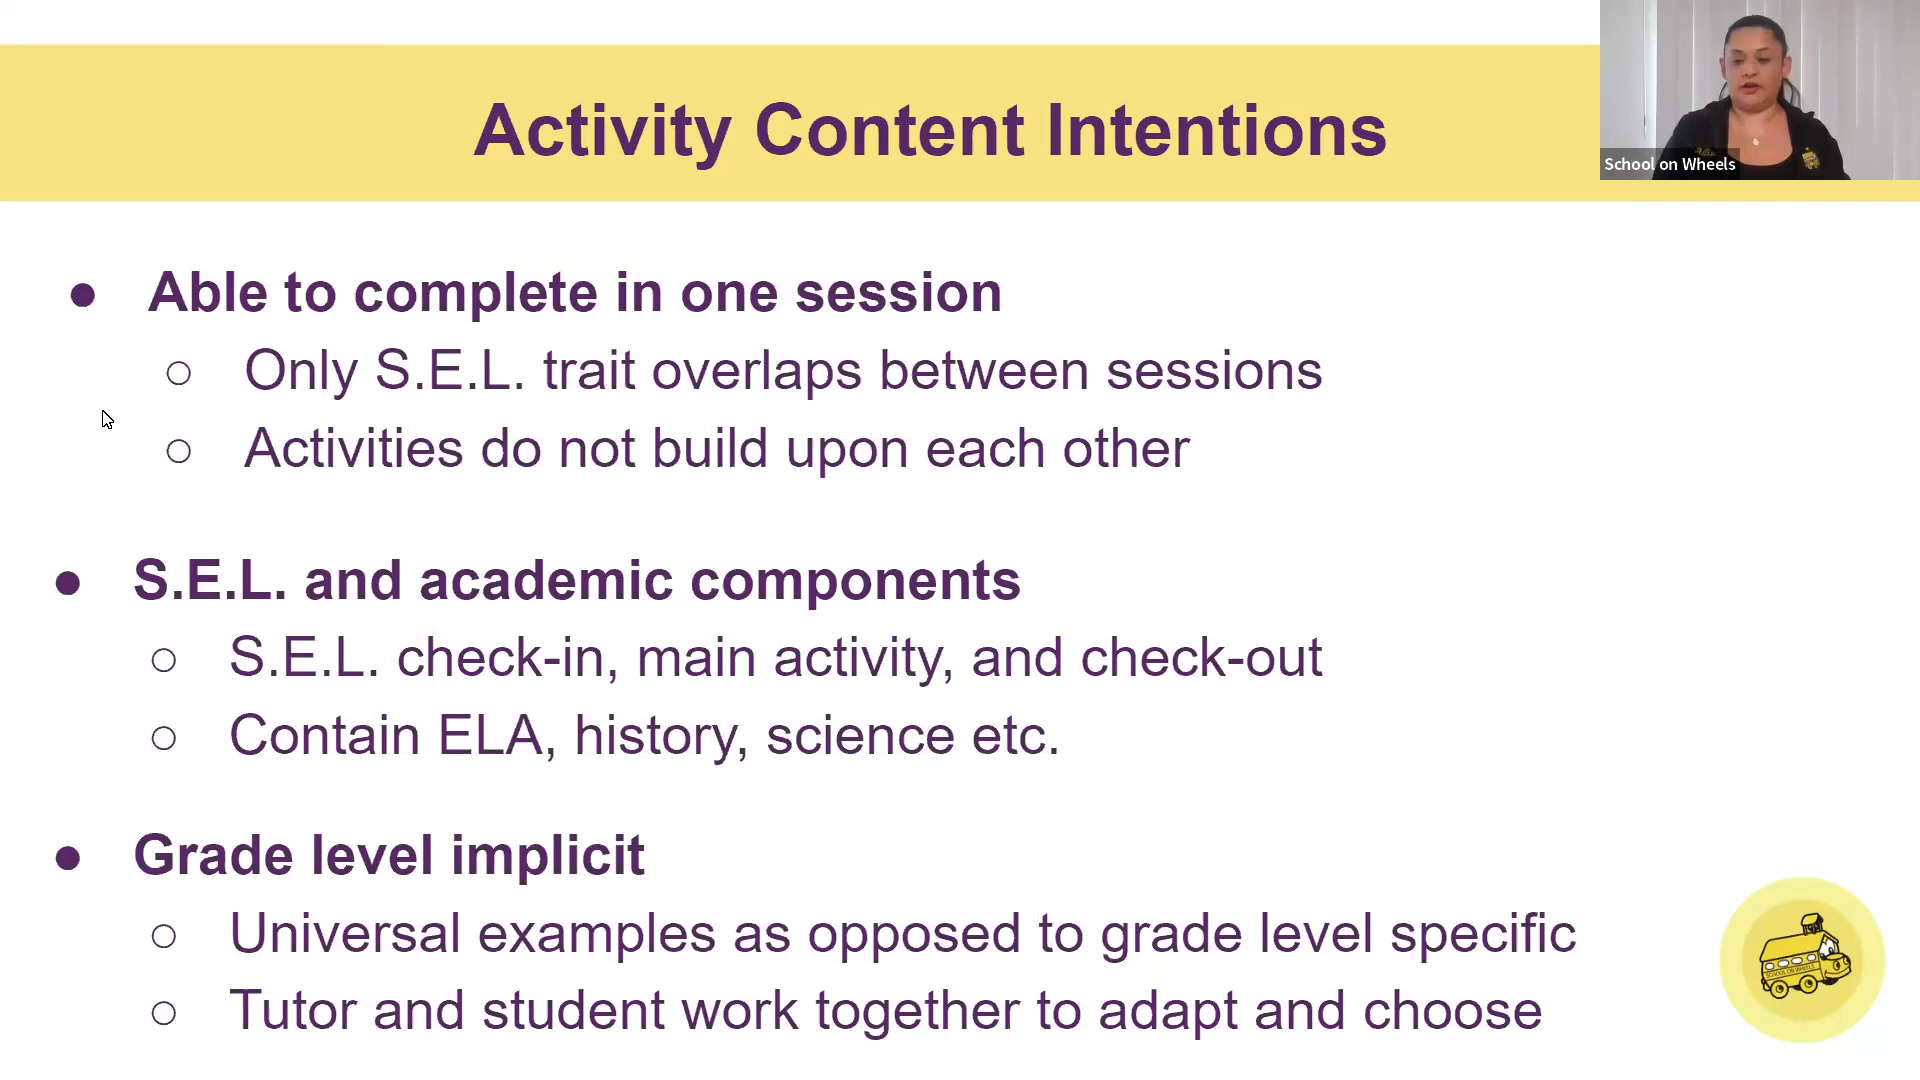 Activity Content Intentions
School on Wheels
● Able to complete in one session
○ Only S.E.L. trait overlaps between sessions
○ Activities do not build upon each other
● S.E.L. and academic components
○ S.E.L. check-in, main activity, and check-out
○ Contain ELA, history, science etc.
● Grade level implicit
○ Universal examples as opposed to grade level specific
○ Tutor and student work together to adapt and choose
SCHOOL ON WHEELS